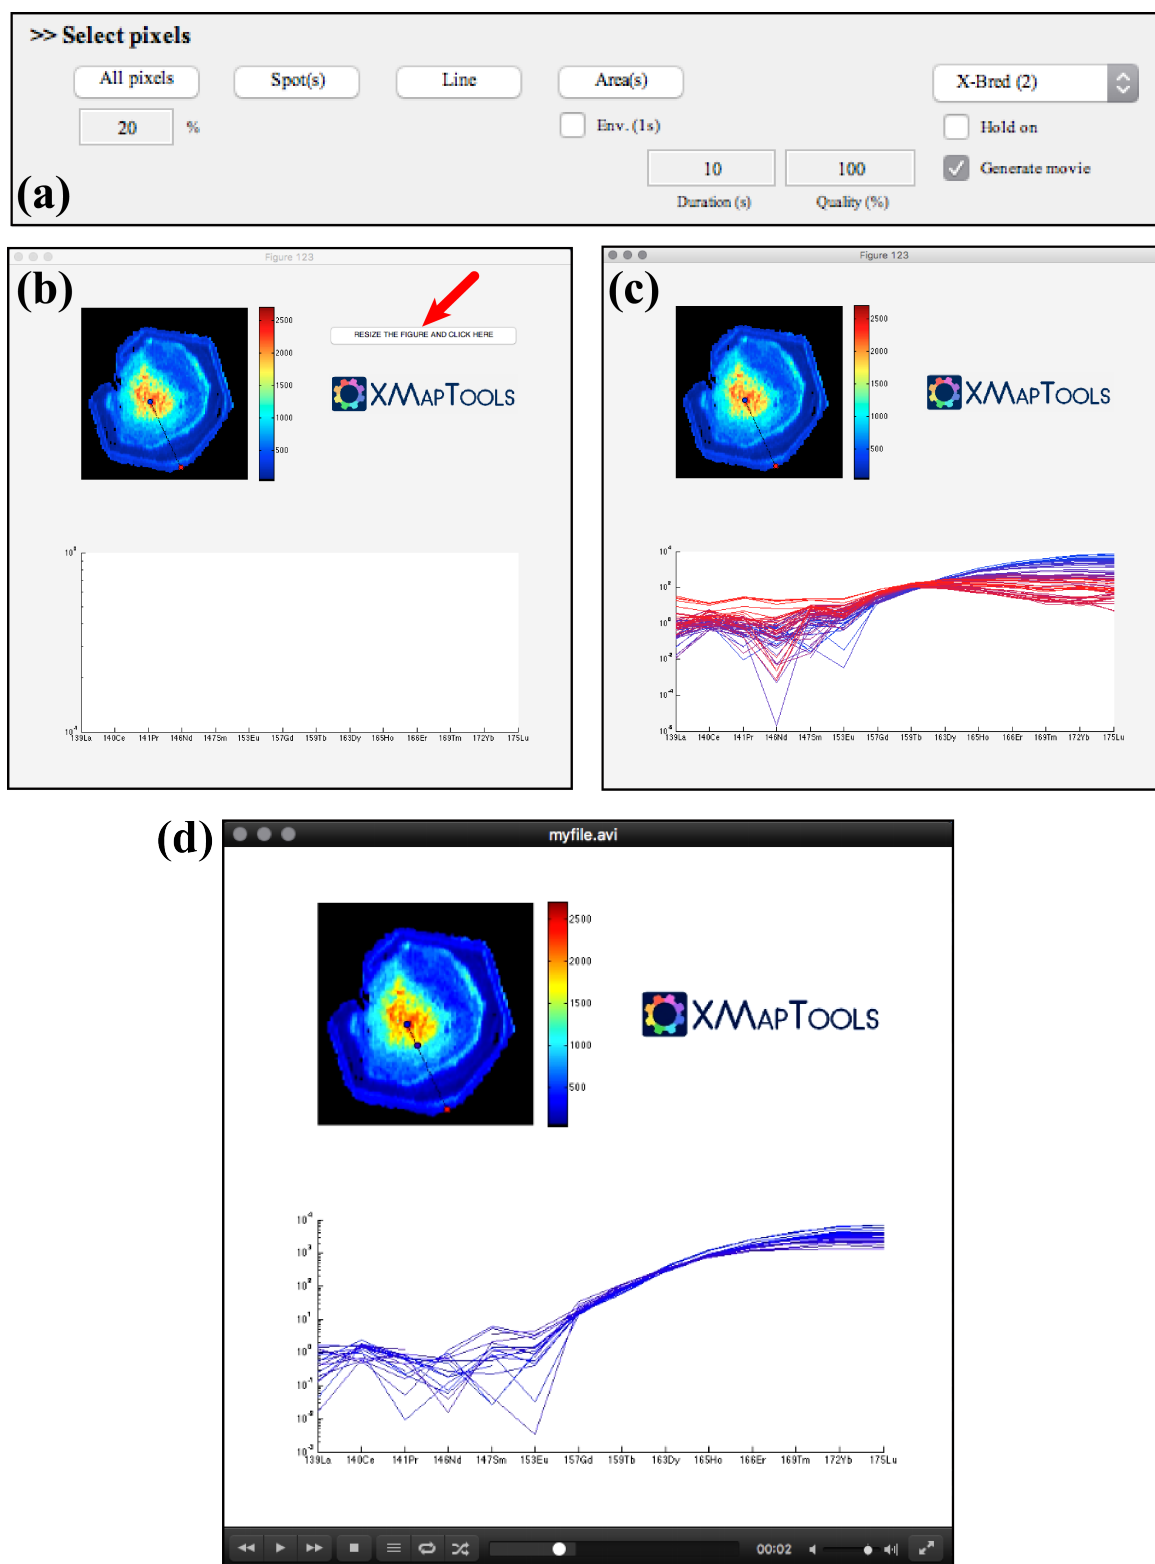 >> Select pixels
All pixels
Spot(s)
Line
Area(s)
X-Bred (2)
20
%
Env. (1s)
Hold on
10
100
Generate movie
Duration (s)
Quality (%)
(a)
Figure 123
(b)
2500
2000
1500
1000
500
RESIZE THE FIGURE AND CLICK HERE
XMAPTOOLS
139La 140Ce 141Pr 146Nd 147Sm 153Eu 157Gd 159Tb 163Dy 165Ho 166Er 169Tm 172Yb 175Lu
Figure 123
(c)
2500
2000
1500
1000
500
XMAPTOOLS
139La 140Ce 141Pr 146Nd 147Sm 153Eu 157Gd 159Tb 163Dy 165Ho 166Er 169Tm 172Yb 175Lu
(d)
myfile.avi
2500
2000
1500
1000
500
XMAPTOOLS
10³
10²
10¹
10⁰
139La 140Ce 141Pr 146Nd 147Sm 153Eu 157Gd 159Tb 163Dy 165Ho 166Er 169Tm 172Yb 175Lu
00:02